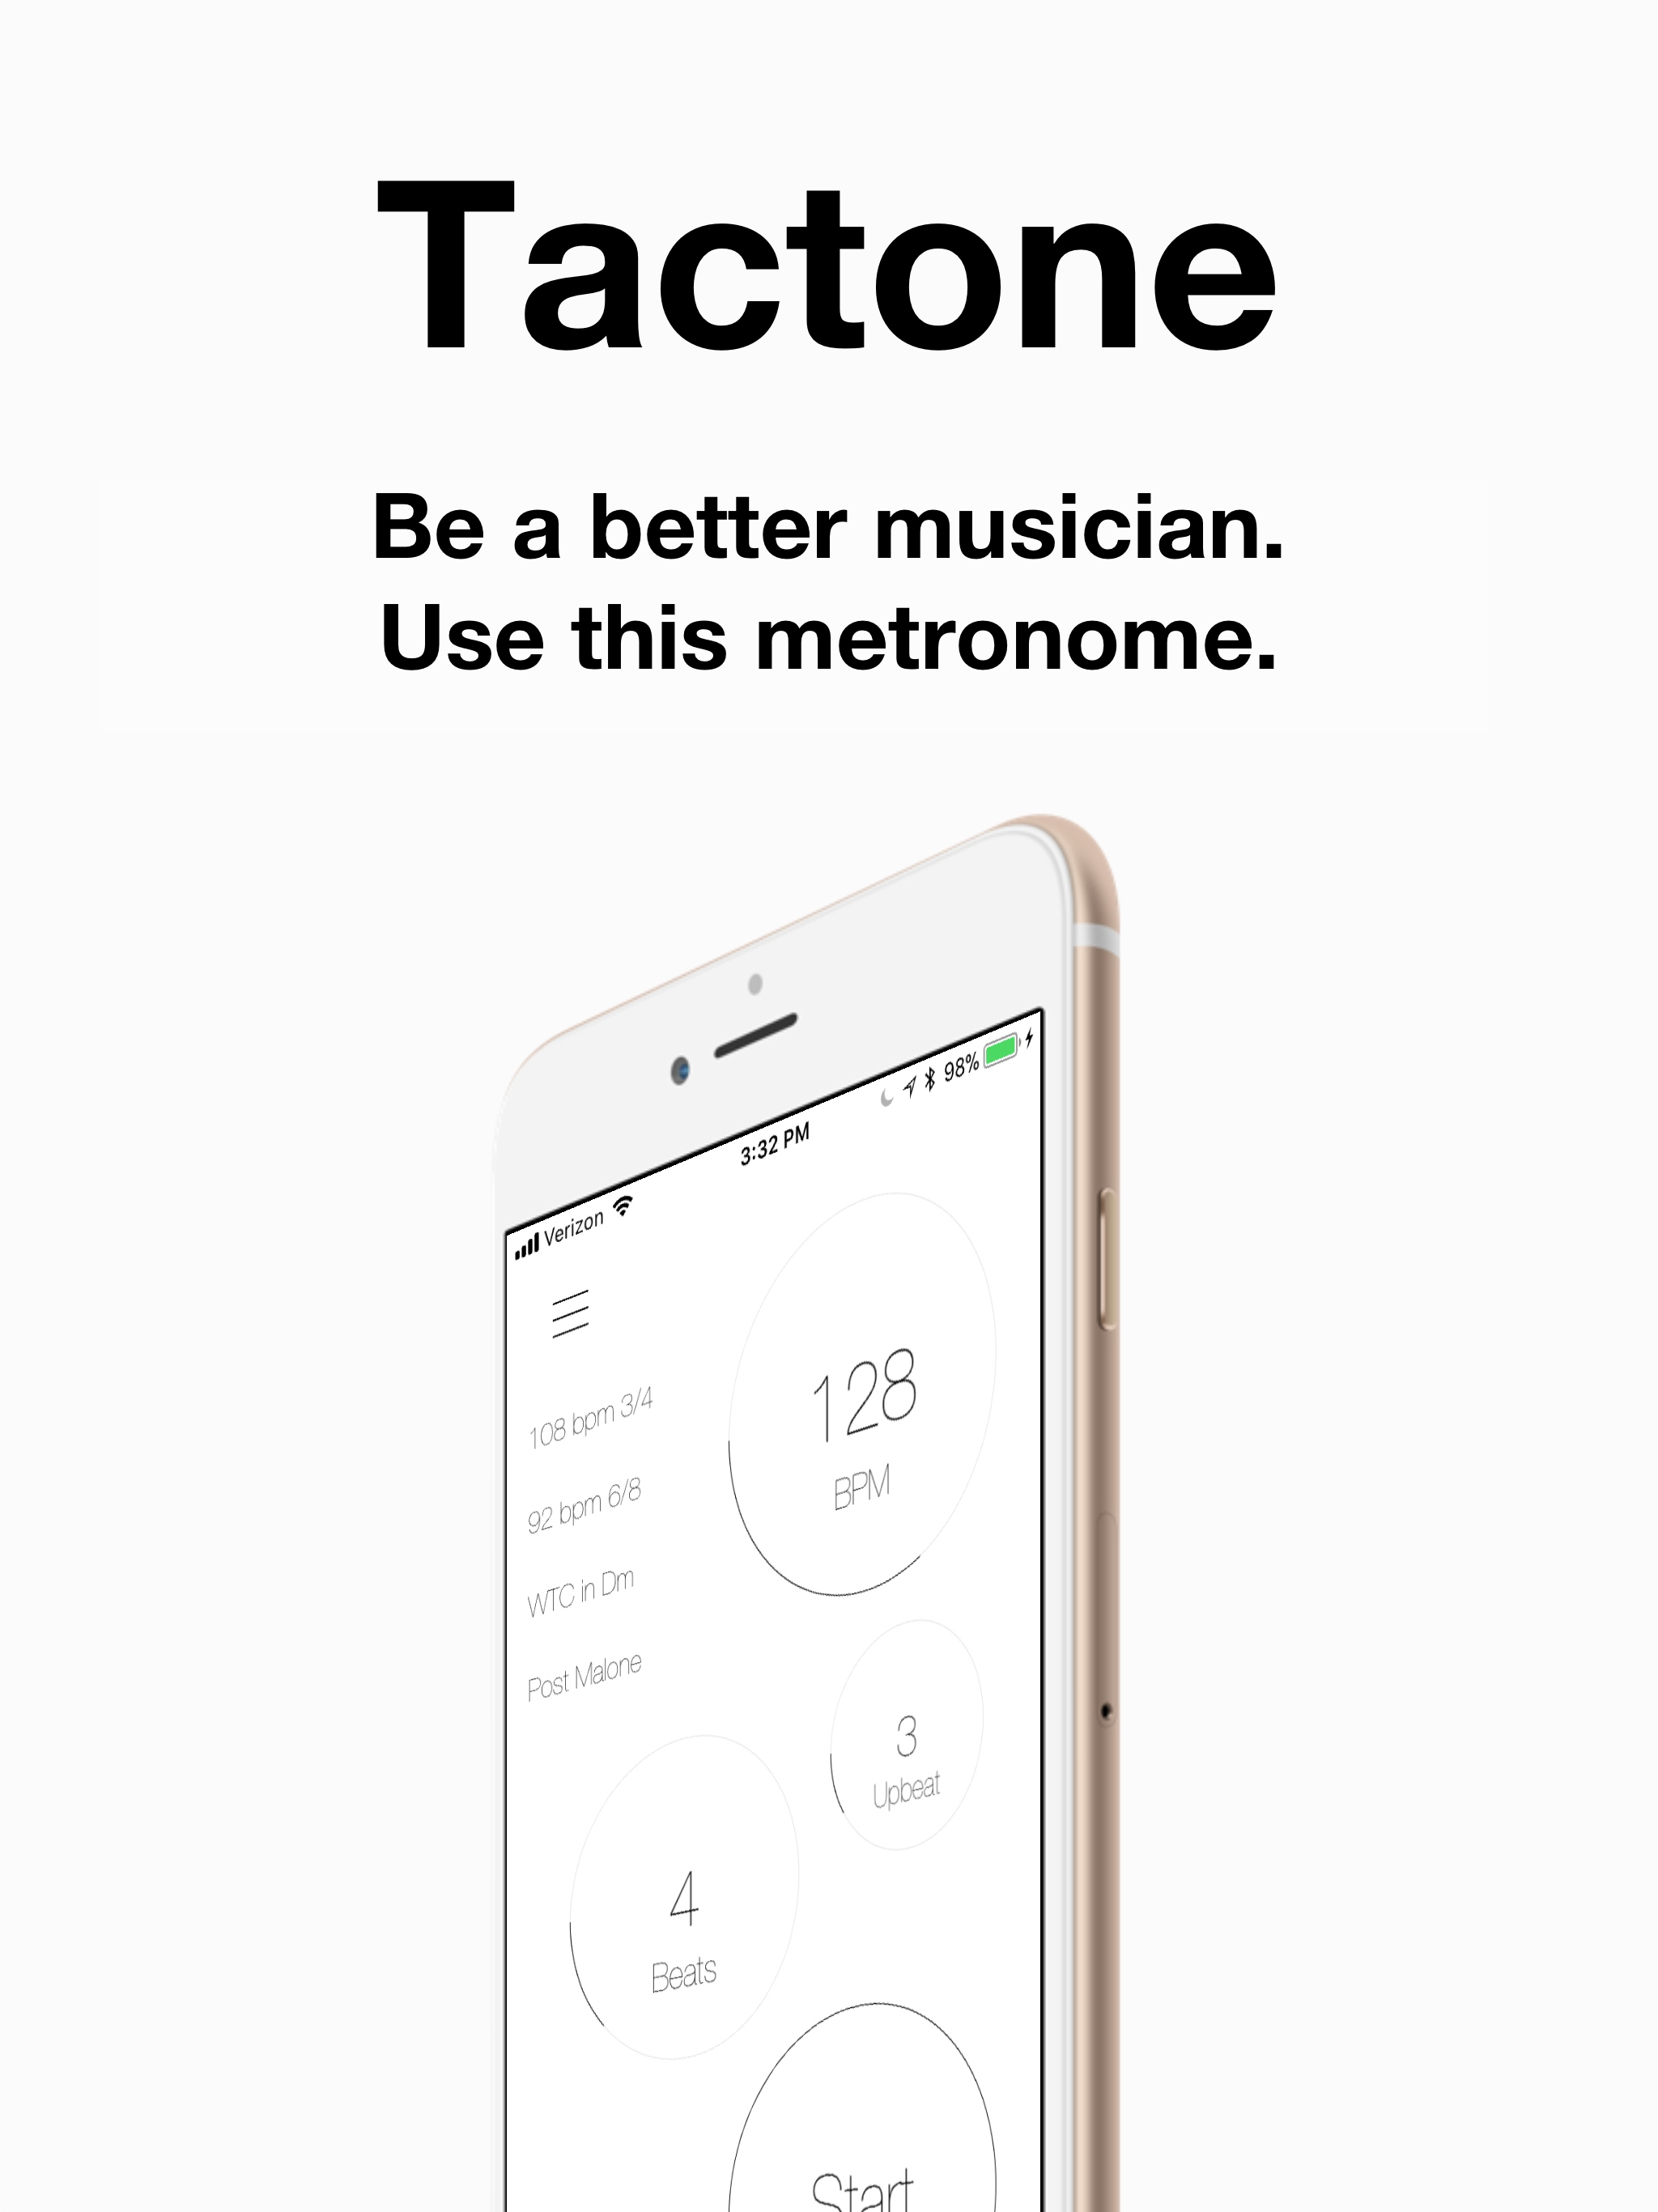 Tactone
Be a better musician.
Use this metronome.
Verizon 3:32 PM 98%
128
BPM
108 bpm 3/4
92 bpm 6/8
WTC in Dm
Post Malone
3
Upbeat
4
Beats
Start